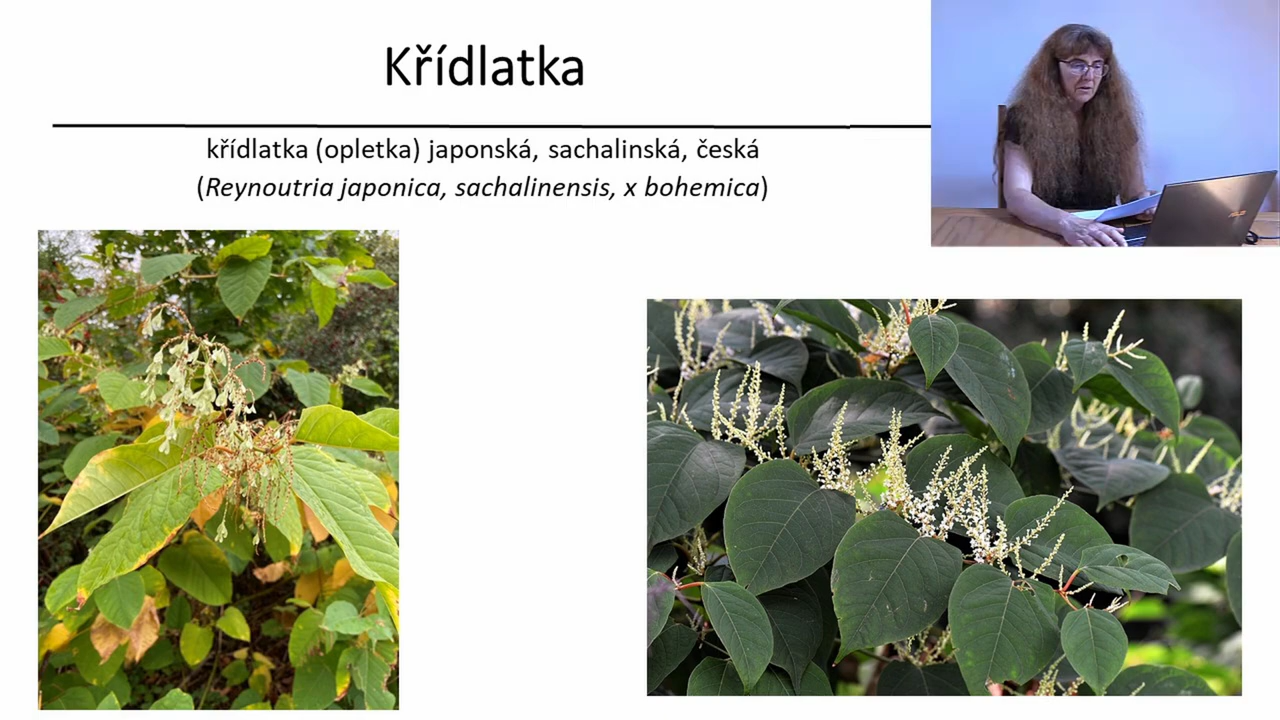 Křídlatka
křídlatka (opletka) japonská, sachalinská, česká
(Reynoutria japonica, sachalinensis, x bohemica)